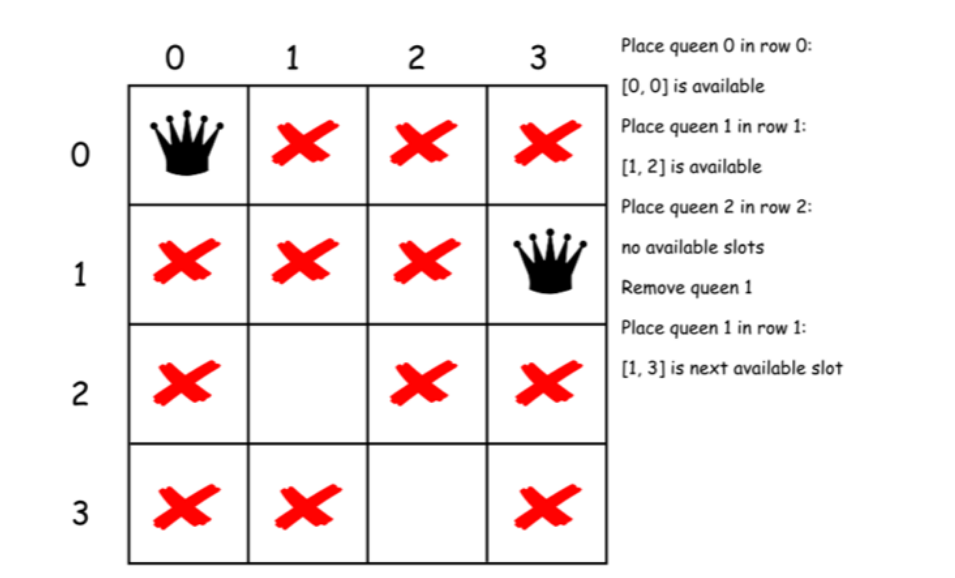 0 1 2 3
0
1
2
3
Place queen 0 in row 0:
[0, 0] is available
Place queen 1 in row 1:
[1, 2] is available
Place queen 2 in row 2:
no available slots
Remove queen 1
Place queen 1 in row 1:
[1, 3] is next available slot